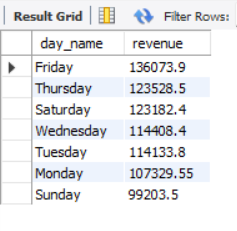 Result Grid Filter Rows:
day_name revenue
Friday 136073.9
Thursday 123528.5
Saturday 123182.4
Wednesday 114408.4
Tuesday 114133.8
Monday 107329.55
Sunday 99203.5